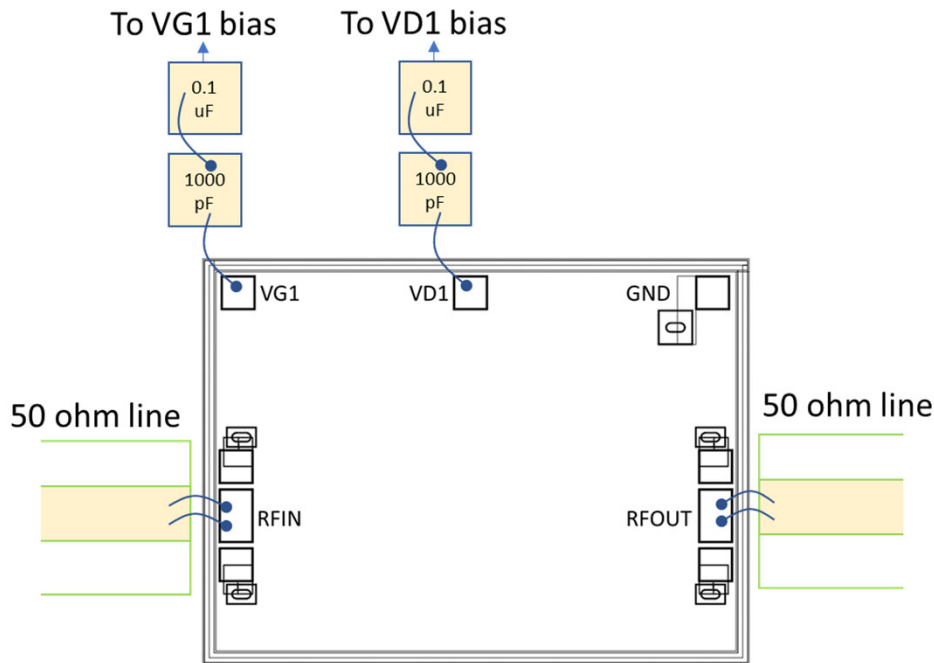 To VG1 bias
To VD1 bias
0.1
uF
0.1
uF
1000
pF
1000
pF
VG1
VD1
GND
50 ohm line
50 ohm line
RFIN
RFOUT